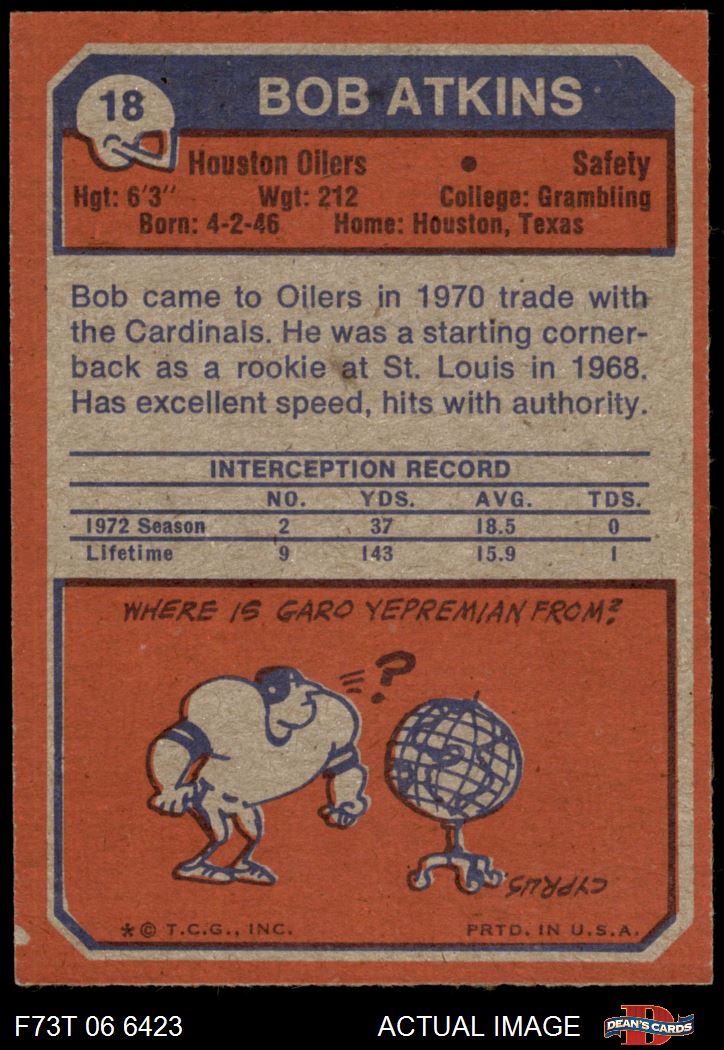 18
BOB ATKINS
Houston Oilers • Safety
Hgt: 6'3" Wgt: 212 College: Grambling
Born: 4-2-46 Home: Houston, Texas
Bob came to Oilers in 1970 trade with
the Cardinals. He was a starting corner-
back as a rookie at St. Louis in 1968.
Has excellent speed, hits with authority.
INTERCEPTION RECORD
NO. YDS. AVG. TDS.
1972 Season 2 37 18.5 0
Lifetime 9 143 15.9 1
WHERE IS GARO YEPREMIAN FROM?
?
CYPRUS
*© T.C.G., INC. PRTD. IN U.S.A.
F73T 06 6423 ACTUAL IMAGE DEAN'S CARDS